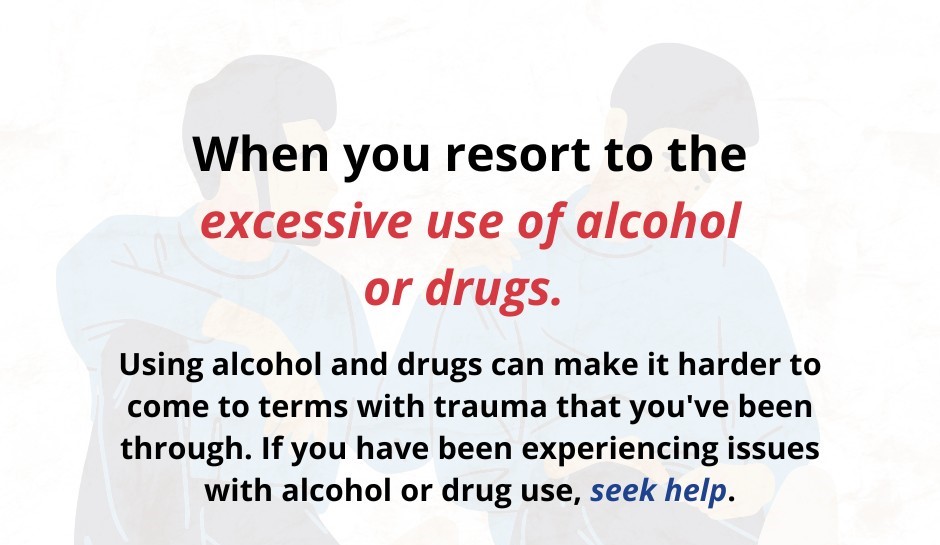 When you resort to the
excessive use of alcohol
or drugs.
Using alcohol and drugs can make it harder to
come to terms with trauma that you've been
through. If you have been experiencing issues
with alcohol or drug use, seek help.